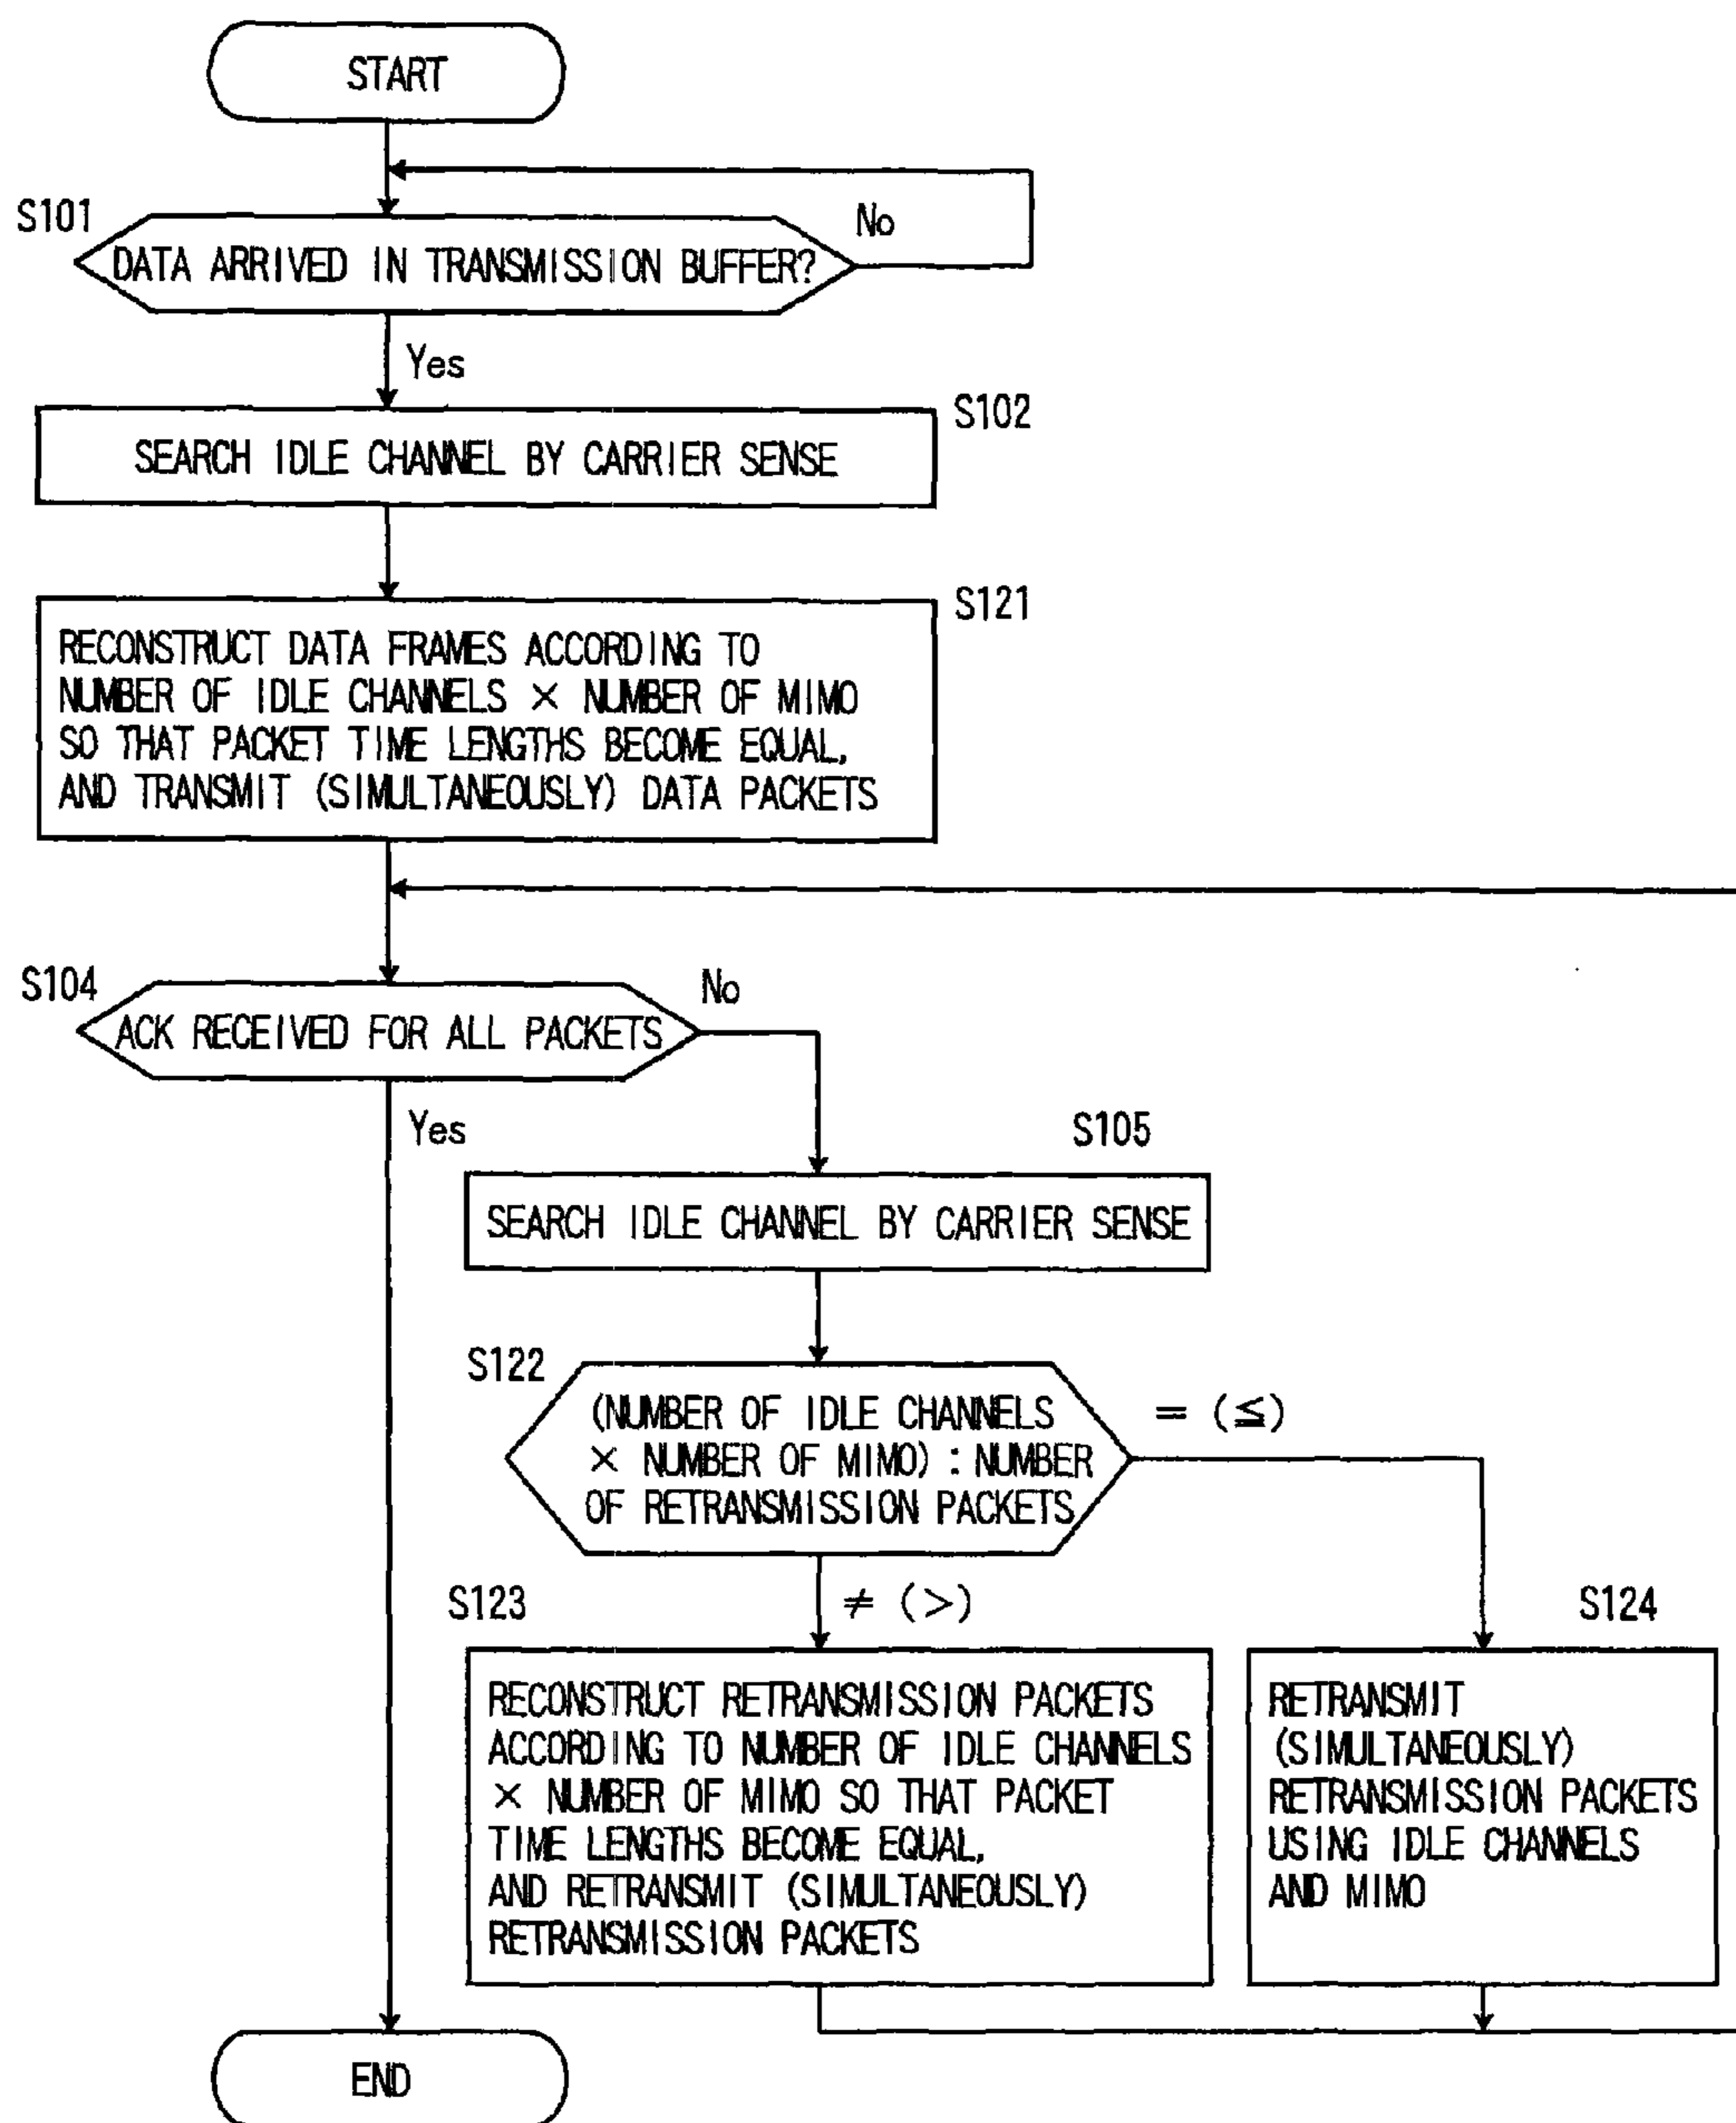 START
S101
DATA ARRIVED IN TRANSMISSION BUFFER?
No
Yes
S102
SEARCH IDLE CHANNEL BY CARRIER SENSE
S121
RECONSTRUCT DATA FRAMES ACCORDING TO
NUMBER OF IDLE CHANNELS × NUMBER OF MIMO
SO THAT PACKET TIME LENGTHS BECOME EQUAL,
AND TRANSMIT (SIMULTANEOUSLY) DATA PACKETS
S104
ACK RECEIVED FOR ALL PACKETS
No
Yes
S105
SEARCH IDLE CHANNEL BY CARRIER SENSE
S122
(NUMBER OF IDLE CHANNELS
× NUMBER OF MIMO) : NUMBER
OF RETRANSMISSION PACKETS
= (≦)
≠ (>)
S123
RECONSTRUCT RETRANSMISSION PACKETS
ACCORDING TO NUMBER OF IDLE CHANNELS
× NUMBER OF MIMO SO THAT PACKET
TIME LENGTHS BECOME EQUAL,
AND RETRANSMIT (SIMULTANEOUSLY)
RETRANSMISSION PACKETS
S124
RETRANSMIT
(SIMULTANEOUSLY)
RETRANSMISSION PACKETS
USING IDLE CHANNELS
AND MIMO
END